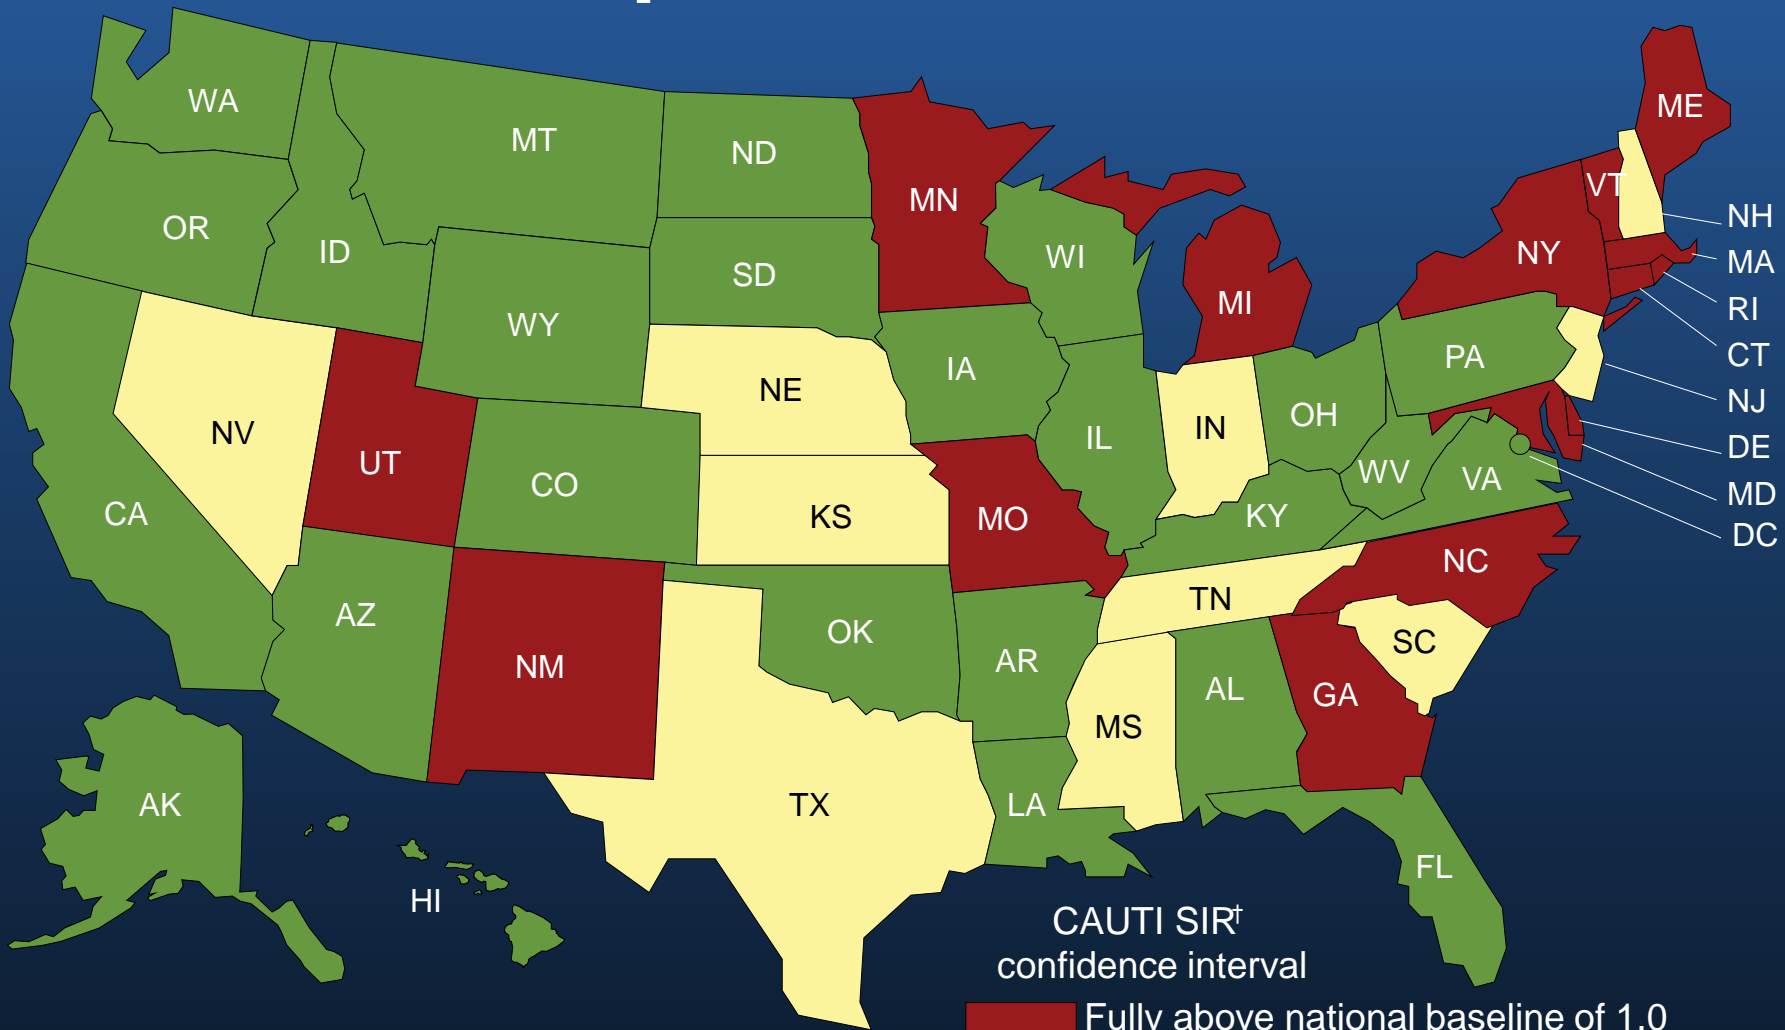 WA
MT
ND
MN
ME
OR
ID
SD
WI
VT
NH
NY
MA
WY
MI
RI
IA
PA
CT
NE
NJ
NV
UT
CO
IL
IN
OH
DE
WV
VA
MD
CA
KS
MO
KY
DC
NC
AZ
NM
OK
TN
AR
SC
AL
GA
MS
AK
TX
LA
HI
FL
CAUTI SIR†
confidence interval
Fully above national baseline of 1.0